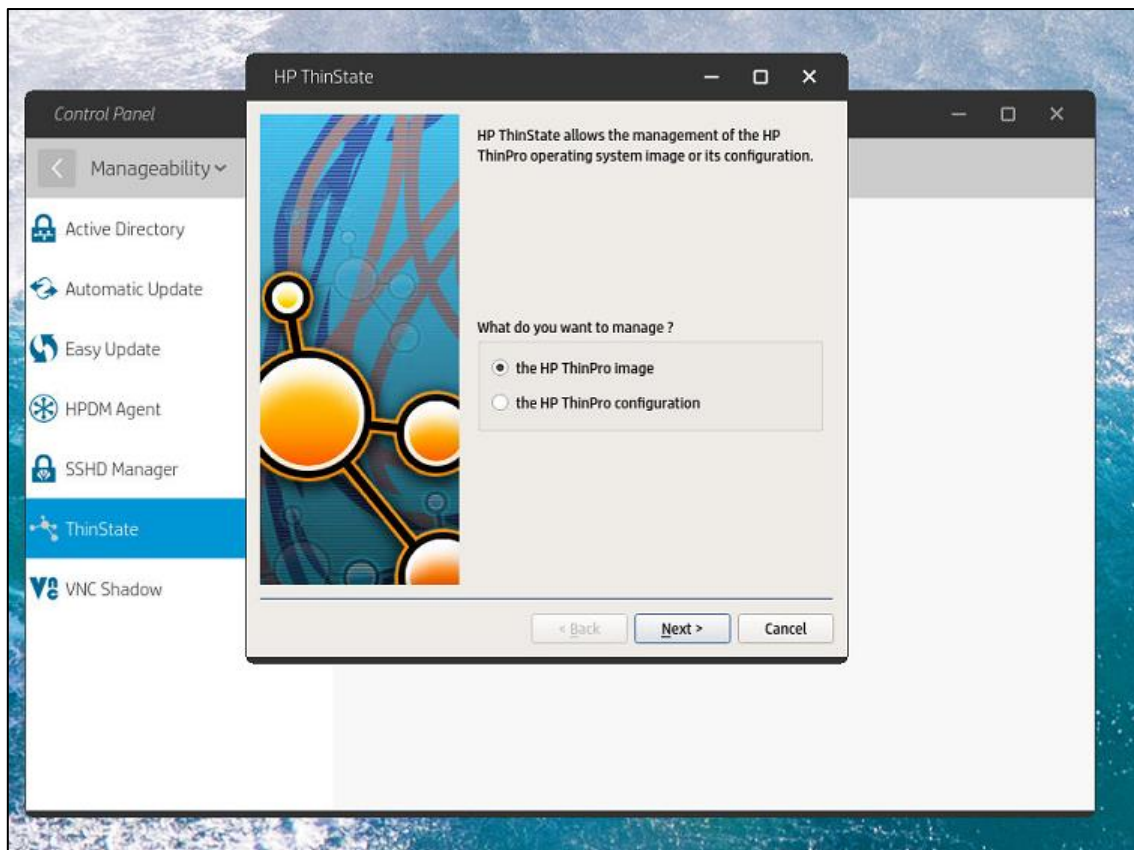 HP ThinState
Control Panel
Manageability
Active Directory
Automatic Update
Easy Update
HPDM Agent
SSHD Manager
ThinState
VNC Shadow
HP ThinState allows the management of the HP
ThinPro operating system image or its configuration.
What do you want to manage ?
the HP ThinPro image
the HP ThinPro configuration
< Back
Next >
Cancel